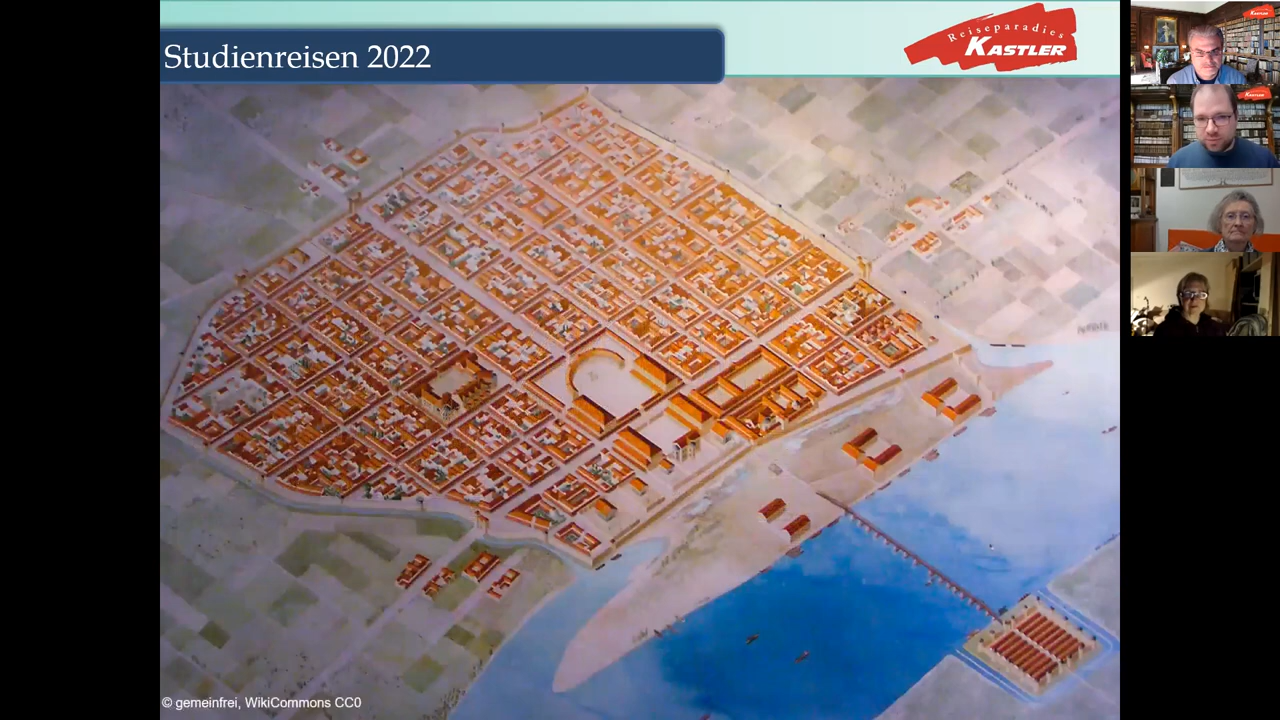 Studienreisen 2022
Reiseparadies
KASTLER
© gemeinfrei, WikiCommons CC0